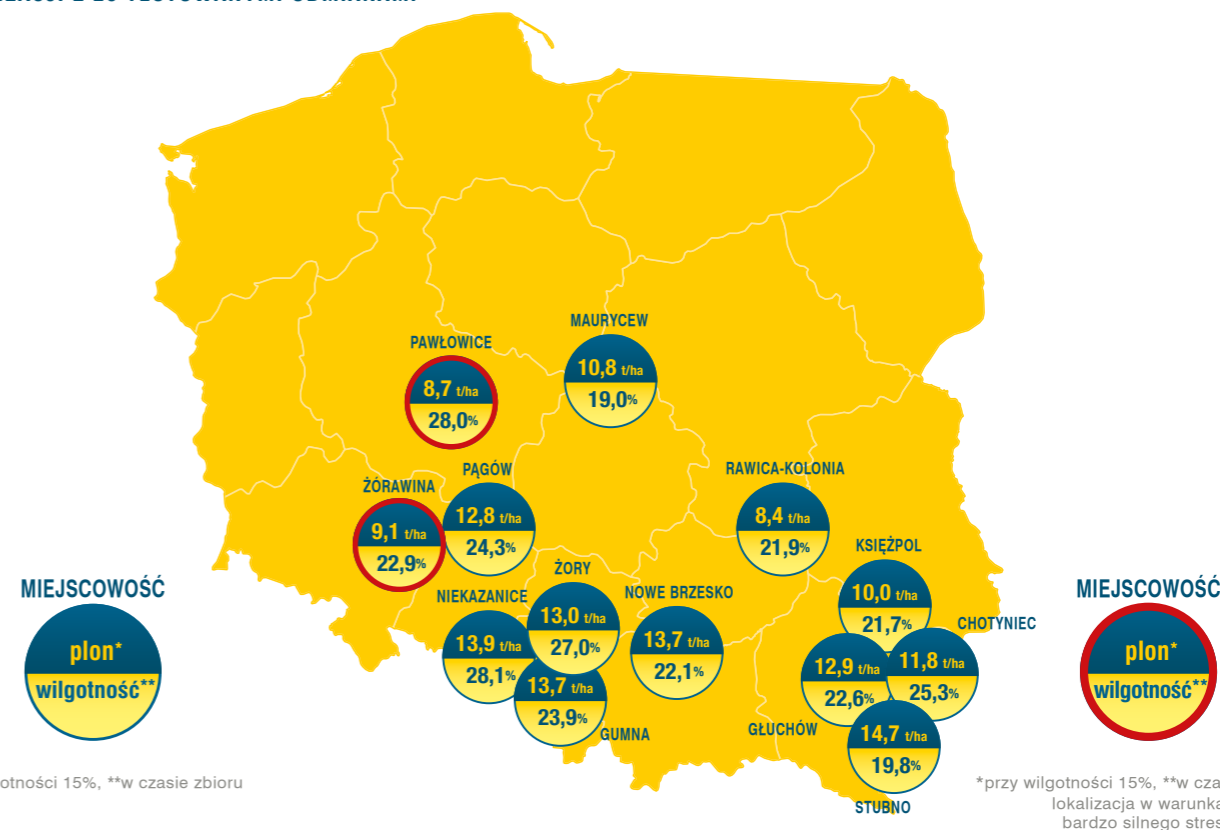 MAURYCEW
10,8 t/ha
19,0%
PAWŁOWICE
8,7 t/ha
28,0%
RAWICA-KOLONIA
8,4 t/ha
21,9%
PĄGÓW
12,8 t/ha
24,3%
ŻÓRAWINA
9,1 t/ha
22,9%
KSIĘŻPOL
10,0 t/ha
21,7%
ŻORY
13,0 t/ha
27,0%
NIEKAZANICE
13,9 t/ha
28,1%
NOWE BRZESKO
13,7 t/ha
22,1%
CHOTYNIEC
11,8 t/ha
25,3%
12,9 t/ha
22,6%
GŁUCHÓW
13,7 t/ha
23,9%
GUMNA
14,7 t/ha
19,8%
STUBNO
MIEJSCOWOŚĆ
plon*
wilgotność**
MIEJSCOWOŚĆ
plon*
wilgotność**
15%, **w czasie zbioru
*przy wilgotności 15%, **w
lokalizacja w
bardzo silnego